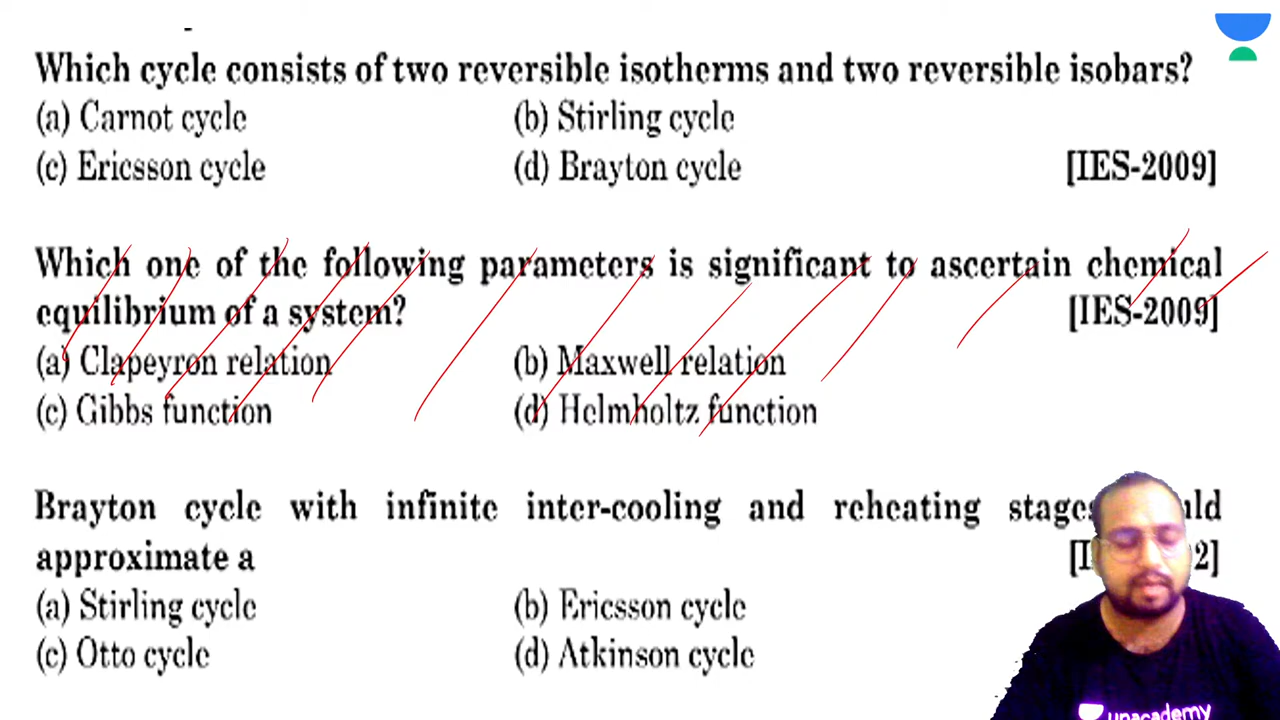 Which cycle consists of two reversible isotherms and two reversible isobars?
(a) Carnot cycle (b) Stirling cycle
(c) Ericsson cycle (d) Brayton cycle [IES-2009]
Which one of the following parameters is significant to ascertain chemical
equilibrium of a system? [IES-2009]
(a) Clapeyron relation (b) Maxwell relation
(c) Gibbs function (d) Helmholtz function
Brayton cycle with infinite inter-cooling and reheating
approximate a
(a) Stirling cycle (b) Ericsson cycle
(c) Otto cycle (d) Atkinson cycle
unacademy